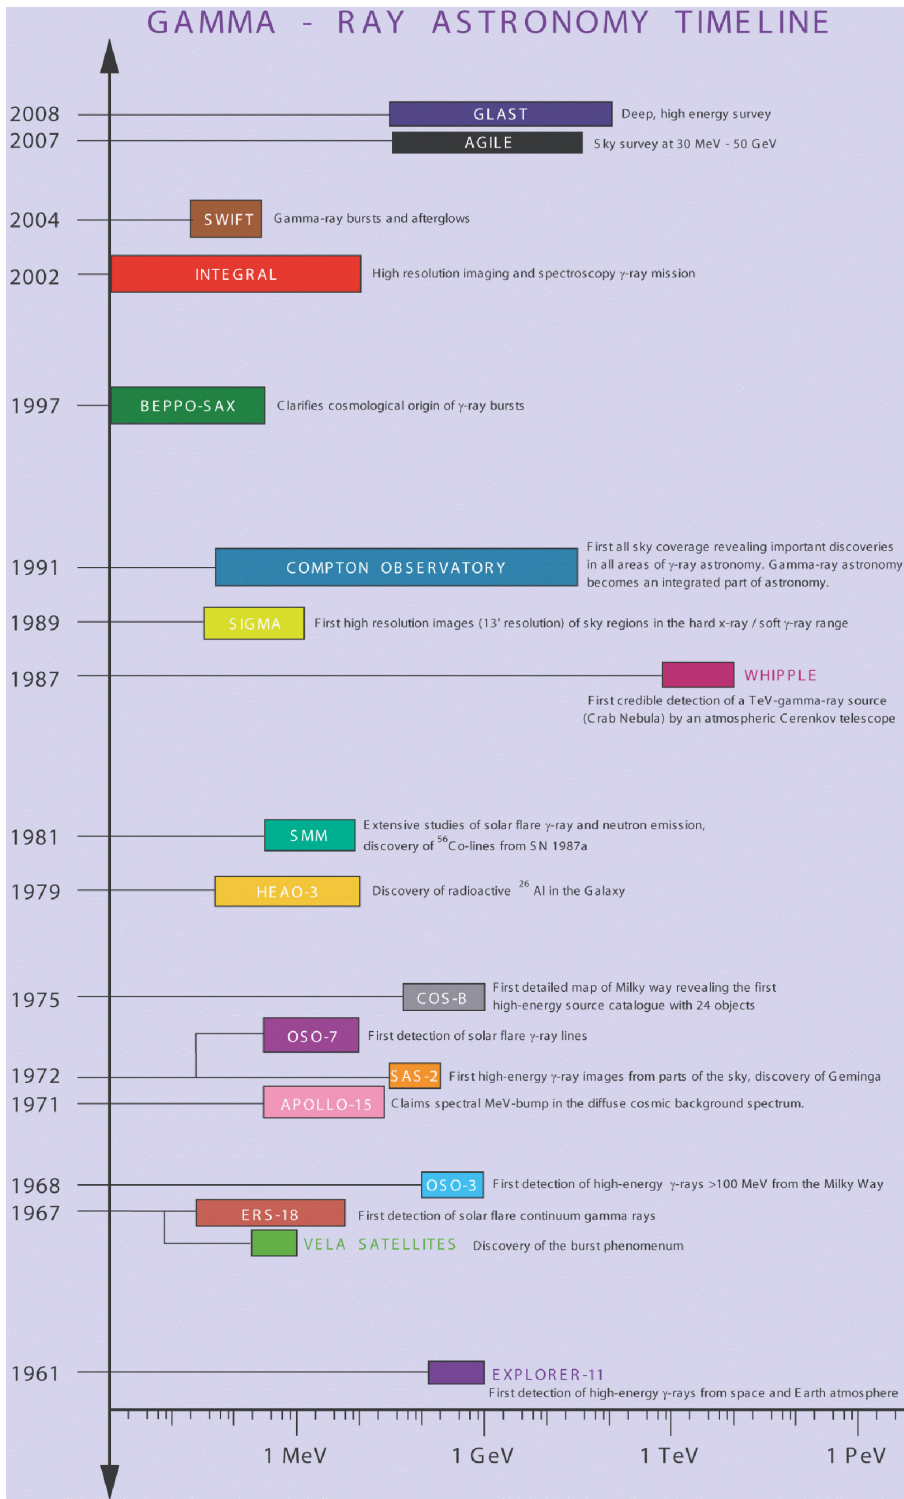 GAMMA - RAY ASTRONOMY TIMELINE
2008
GLAST
Deep, high energy survey
2007
AGILE
Sky survey at 30 MeV - 50 GeV
2004
SWIFT
Gamma-ray bursts and afterglows
2002
INTEGRAL
High resolution imaging and spectroscopy γ-ray mission
1997
BEPPO-SAX
Clarifies cosmological origin of γ-ray bursts
1991
COMPTON OBSERVATORY
First all sky coverage revealing important discoveries
in all areas of γ-ray astronomy. Gamma-ray astronomy
becomes an integrated part of astronomy.
1989
SIGMA
First high resolution images (13' resolution) of sky regions in the hard x-ray / soft γ-ray range
1987
WHIPPLE
First credible detection of a TeV-gamma-ray source
(Crab Nebula) by an atmospheric Cerenkov telescope
1981
SMM
Extensive studies of solar flare γ-ray and neutron emission,
discovery of ⁵⁶Co-lines from SN 1987a
1979
HEAO-3
Discovery of radioactive ²⁶ Al in the Galaxy
1975
COS-B
First detailed map of Milky way revealing the first
high-energy source catalogue with 24 objects
OSO-7
First detection of solar flare γ-ray lines
1972
SAS-2
First high-energy γ-ray images from parts of the sky, discovery of Geminga
1971
APOLLO-15
Claims spectral MeV-bump in the diffuse cosmic background spectrum.
1968
OSO-3
First detection of high-energy γ-rays >100 MeV from the Milky Way
1967
ERS-18
First detection of solar flare continuum gamma rays
VELA SATELLITES
Discovery of the burst phenomenum
1961
EXPLORER-11
First detection of high-energy γ-rays from space and Earth atmosphere
1 MeV
1 GeV
1 TeV
1 PeV